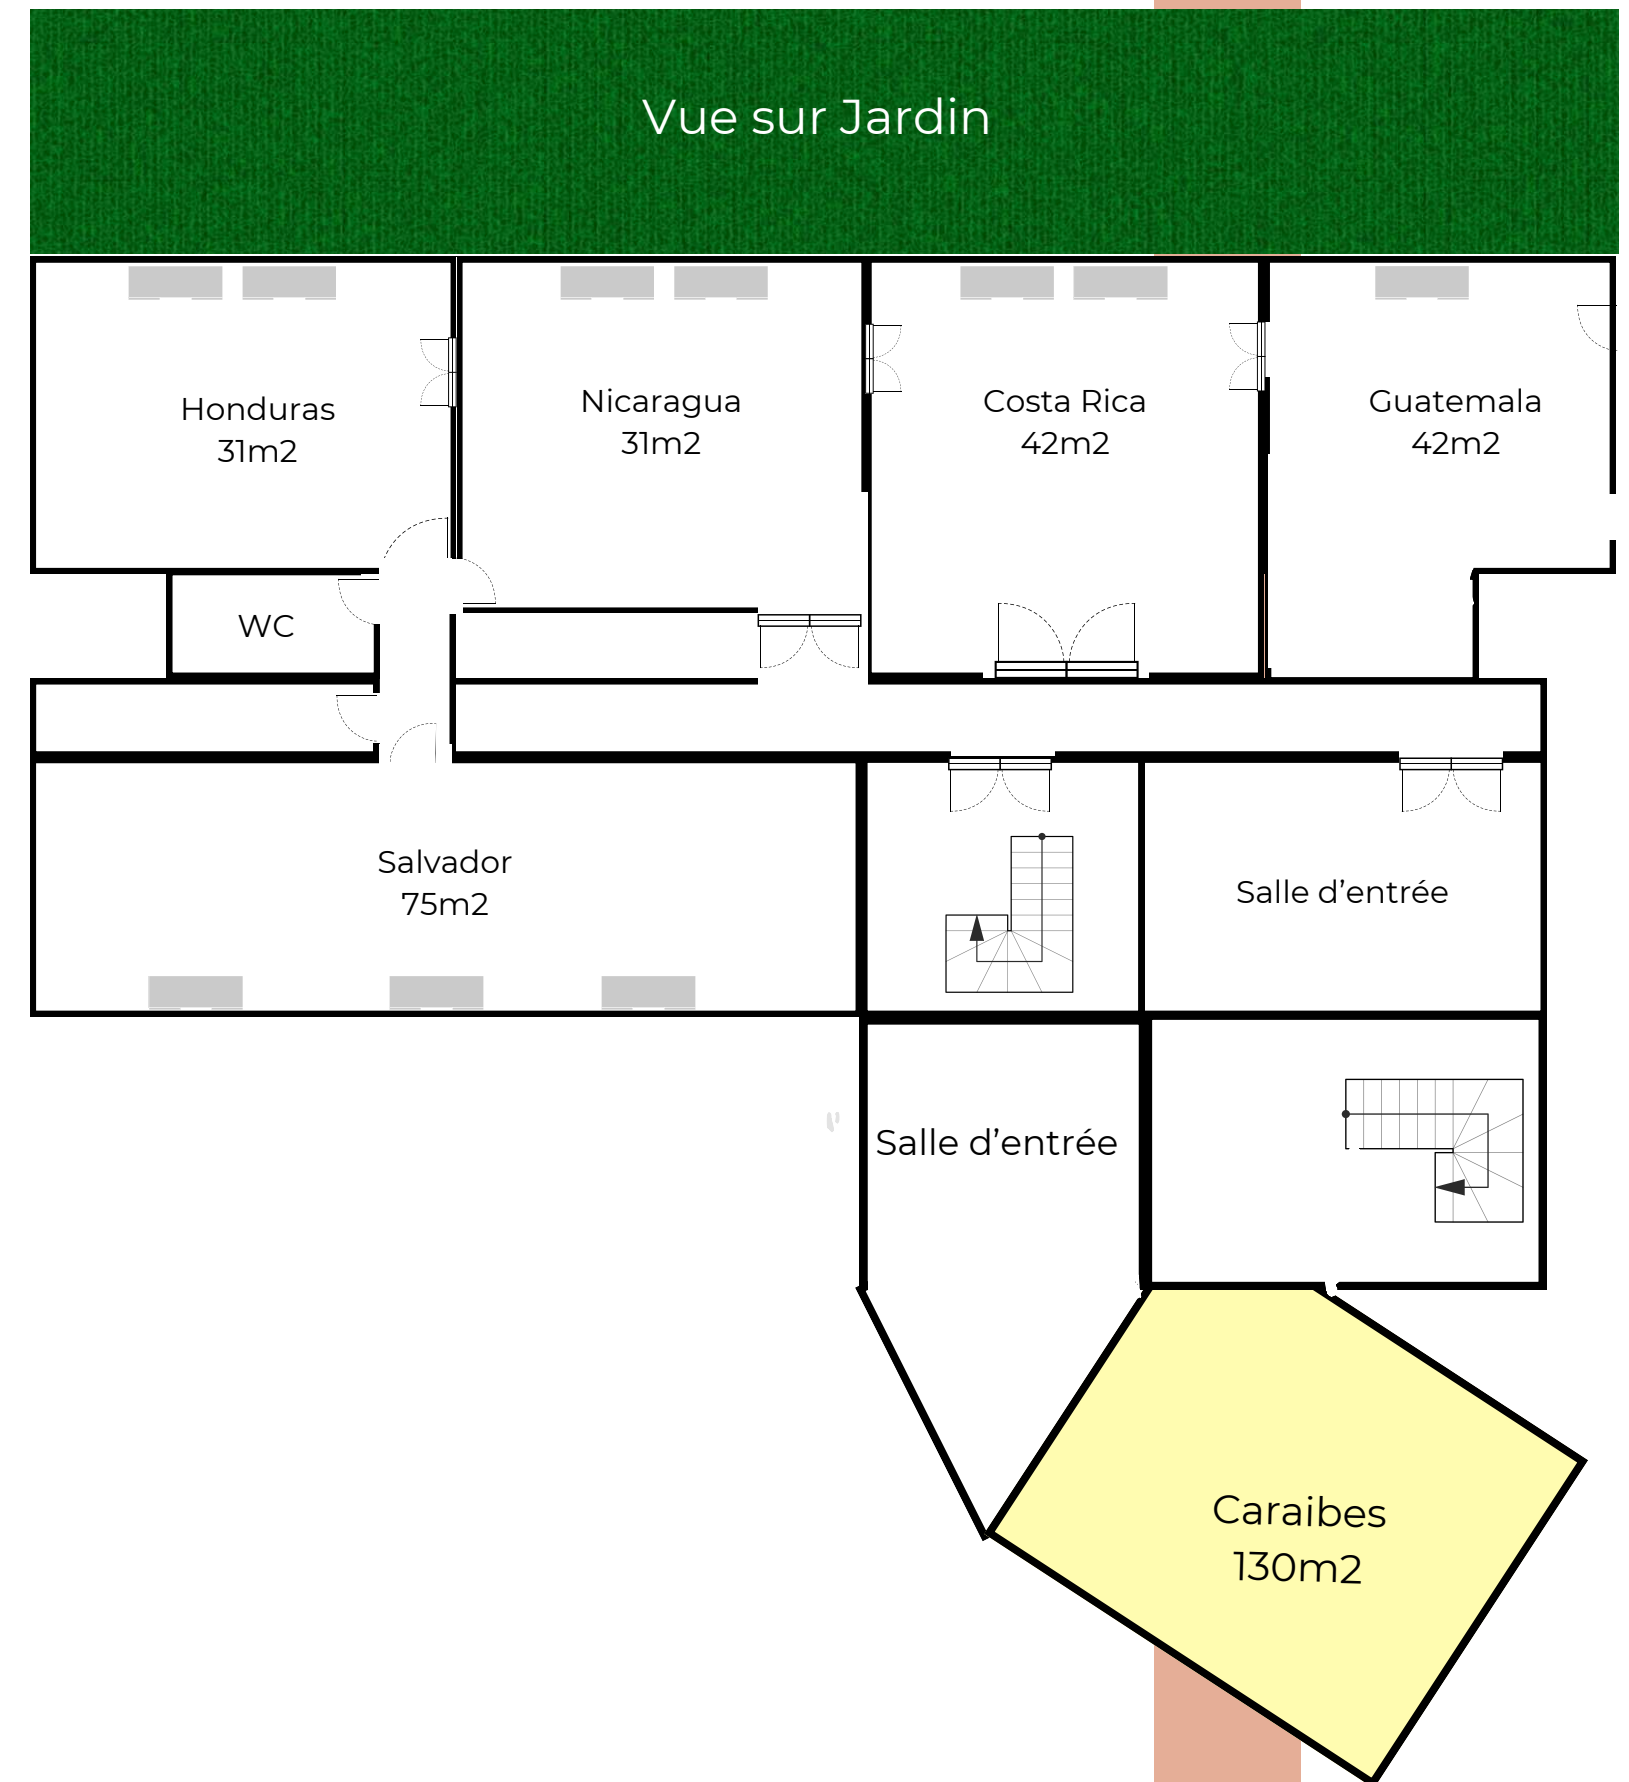 Vue sur Jardin
Honduras
31m2
Nicaragua
31m2
Costa Rica
42m2
Guatemala
42m2
WC
Salvador
75m2
Salle d’entrée
Salle d’entrée
Caraibes
130m2